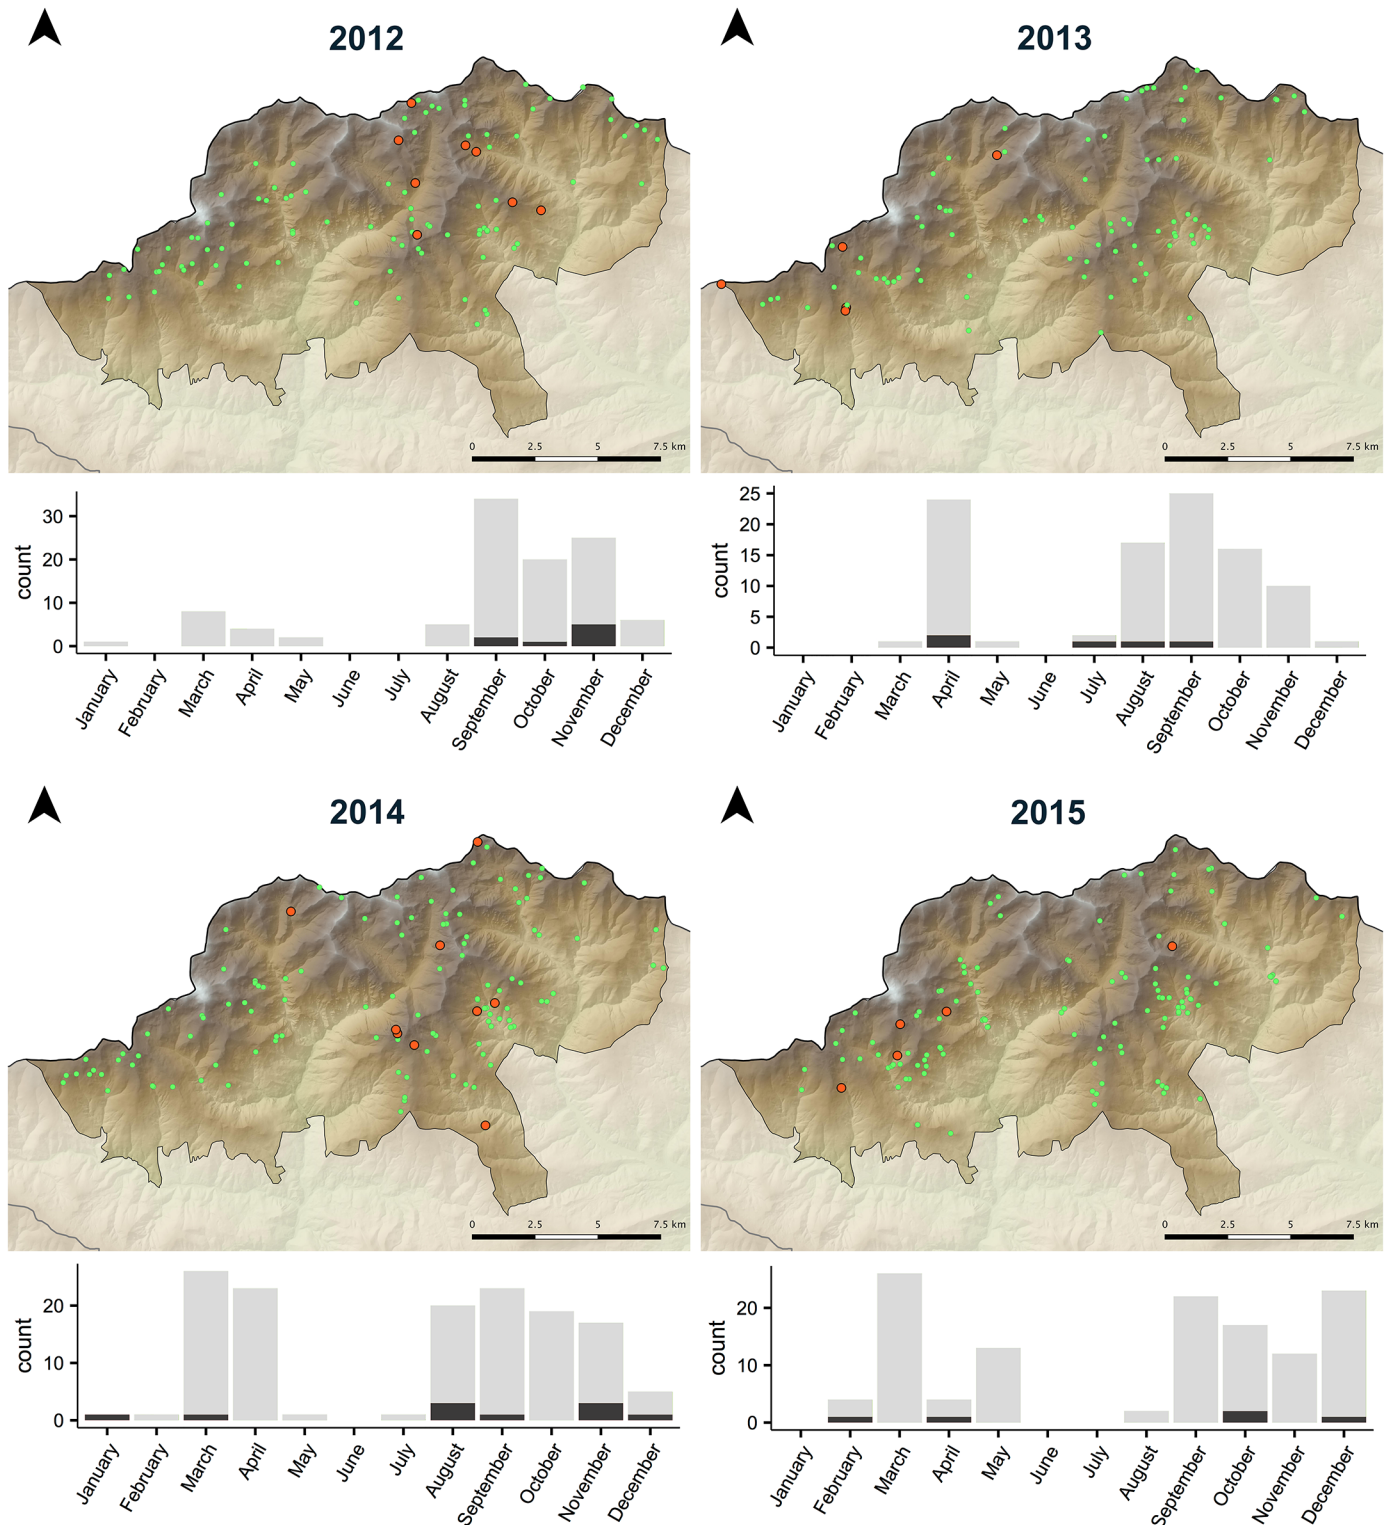 2012
2013
0 2.5 5 7.5 km
0 2.5 5 7.5 km
count
30
20
10
0
January
February
March
April
May
June
July
August
September
October
November
December
count
25
20
15
10
5
0
January
February
March
April
May
June
July
August
September
October
November
December
2014
2015
0 2.5 5 7.5 km
0 2.5 5 7.5 km
count
20
10
0
January
February
March
April
May
June
July
August
September
October
November
December
count
20
10
0
January
February
March
April
May
June
July
August
September
October
November
December